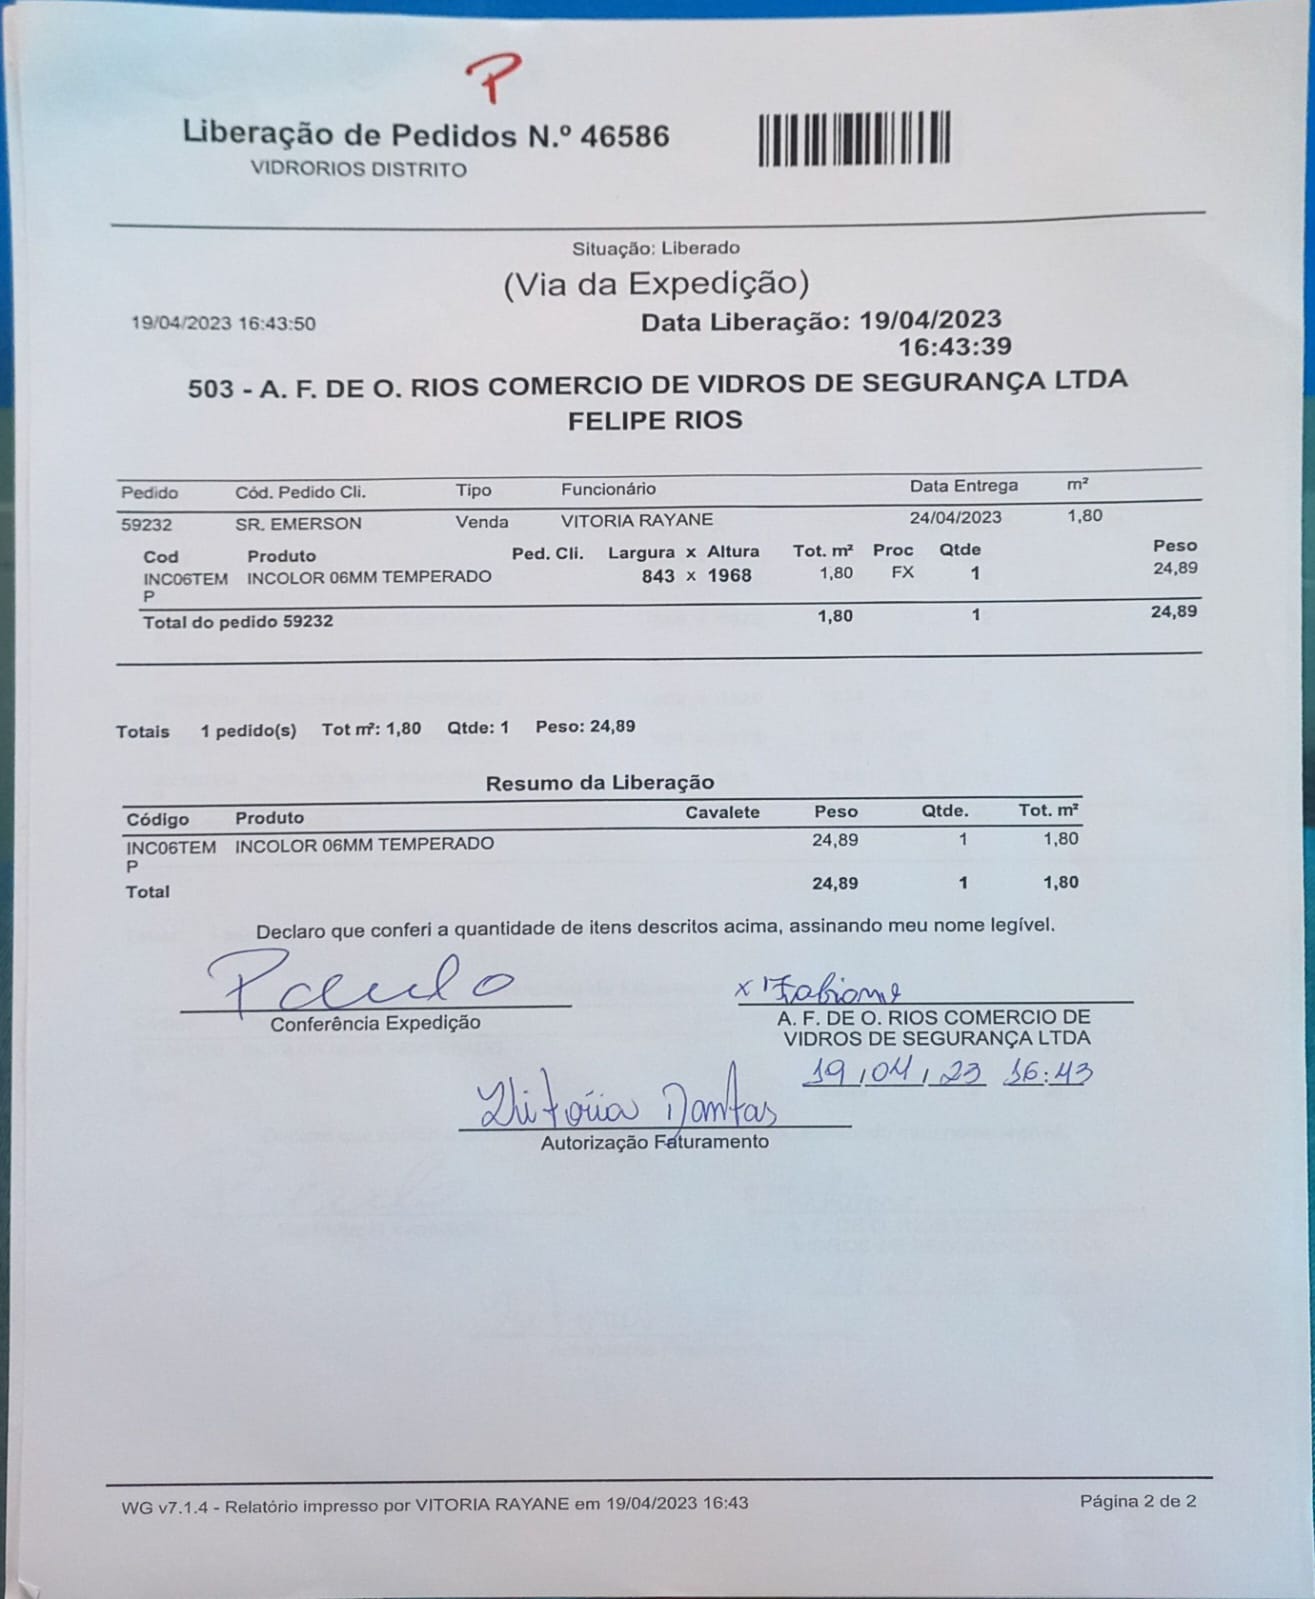 P
Liberação de Pedidos N.º 46586
VIDRORIOS DISTRITO
Situação: Liberado
(Via da Expedição)
19/04/2023 16:43:50
Data Liberação: 19/04/2023
16:43:39
503 - A. F. DE O. RIOS COMERCIO DE VIDROS DE SEGURANÇA LTDA
FELIPE RIOS
Pedido Cód. Pedido Cli. Tipo Funcionário Data Entrega m²
59232 SR. EMERSON Venda VITORIA RAYANE 24/04/2023 1,80
Cod Produto Ped. Cli. Largura x Altura Tot. m² Proc Qtde Peso
INC06TEM INCOLOR 06MM TEMPERADO 843 x 1968 1,80 FX 1 24,89
P
Total do pedido 59232 1,80 1 24,89
Totais 1 pedido(s) Tot m²: 1,80 Qtde: 1 Peso: 24,89
Resumo da Liberação
Código Produto Cavalete Peso Qtde. Tot. m²
INC06TEM INCOLOR 06MM TEMPERADO 24,89 1 1,80
P
Total 24,89 1 1,80
Declaro que conferi a quantidade de itens descritos acima, assinando meu nome legível.
Paulo
Conferência Expedição
x Fabiome
A. F. DE O. RIOS COMERCIO DE
VIDROS DE SEGURANÇA LTDA
19/04/23 16:43
Vitória Dantas
Autorização Faturamento
WG v7.1.4 - Relatório impresso por VITORIA RAYANE em 19/04/2023 16:43
Página 2 de 2